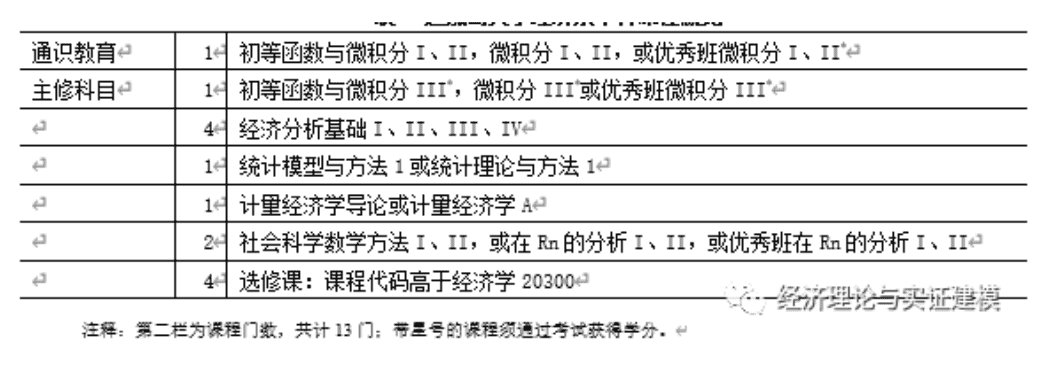 通识教育 1 初等函数与微积分 I、II，微积分 I、II，或优秀班微积分 I、II*
主修科目 1 初等函数与微积分 III*，微积分 III*或优秀班微积分 III*
4 经济分析基础 I、II、III、IV
1 统计模型与方法 1 或统计理论与方法 1
1 计量经济学导论或计量经济学 A
2 社会科学数学方法 I、II，或在 Rn 的分析 I、II，或优秀班在 Rn 的分析 I、II
4 选修课：课程代码高于经济学 20300
经济理论与实证建模
注释：第二栏为课程门数，共计 13 门；带星号的课程须通过考试获得学分。